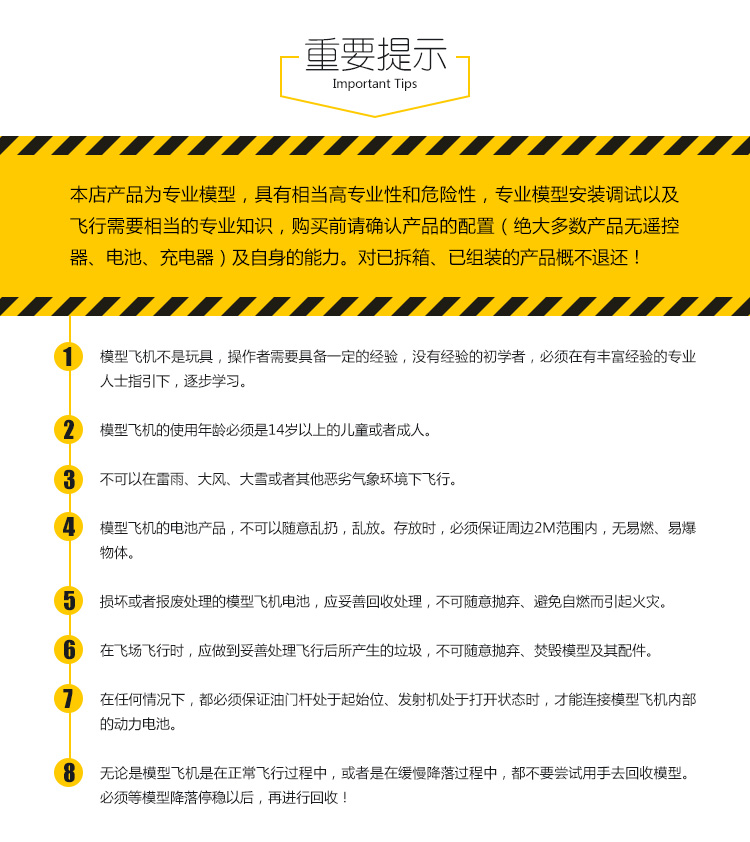 重要提示
Important Tips
本店产品为专业模型，具有相当高专业性和危险性，专业模型安装调试以及
飞行需要相当的专业知识，购买前请确认产品的配置（绝大多数产品无遥控
器、电池、充电器）及自身的能力。对已拆箱、已组装的产品概不退还！
1 模型飞机不是玩具，操作者需要具备一定的经验，没有经验的初学者，必须在有丰富经验的专业
人士指引下，逐步学习。
2 模型飞机的使用年龄必须是14岁以上的儿童或者成人。
3 不可以在雷雨、大风、大雪或者其他恶劣气象环境下飞行。
4 模型飞机的电池产品，不可以随意乱扔，乱放。存放时，必须保证周边2M范围内，无易燃、易爆
物体。
5 损坏或者报废处理的模型飞机电池，应妥善回收处理，不可随意抛弃、避免自燃而引起火灾。
6 在飞场飞行时，应做到妥善处理飞行后所产生的垃圾，不可随意抛弃、焚毁模型及其配件。
7 在任何情况下，都必须保证油门杆处于起始位、发射机处于打开状态时，才能连接模型飞机内部
的动力电池。
8 无论是模型飞机是在正常飞行过程中，或者是在缓慢降落过程中，都不要尝试用手去回收模型。
必须等模型降落停稳以后，再进行回收！